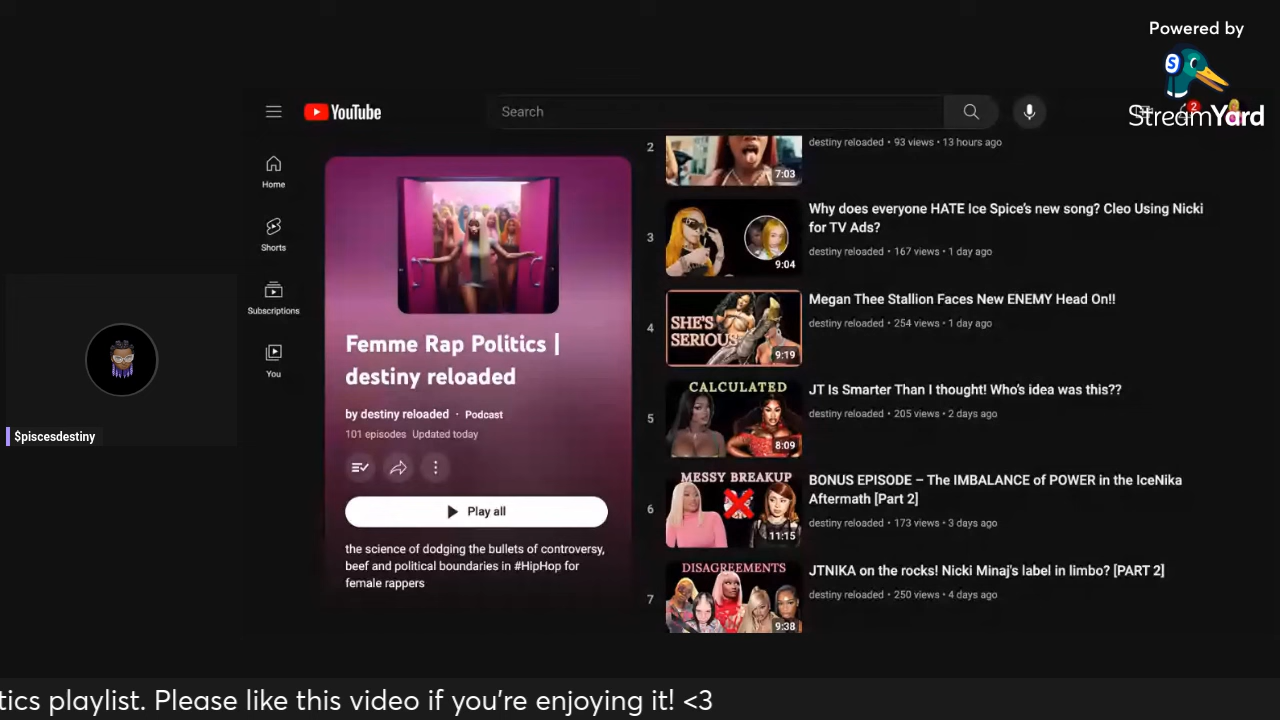 Powered by
StreamYard
YouTube
Search
2
Home
Shorts
Subscriptions
You
$piscesdestiny
Femme Rap Politics |
destiny reloaded
by destiny reloaded · Podcast
101 episodes Updated today
Play all
the science of dodging the bullets of controversy,
beef and political boundaries in #HipHop for
female rappers
2
7:03
destiny reloaded • 93 views • 13 hours ago
3
9:04
Why does everyone HATE Ice Spice's new song? Cleo Using Nicki
for TV Ads?
destiny reloaded • 167 views • 1 day ago
4
SHE'S
SERIOUS
9:19
Megan Thee Stallion Faces New ENEMY Head On!!
destiny reloaded • 254 views • 1 day ago
5
CALCULATED
8:09
JT Is Smarter Than I thought! Who's idea was this??
destiny reloaded • 205 views • 2 days ago
6
MESSY BREAKUP
11:15
BONUS EPISODE – The IMBALANCE of POWER in the IceNika
Aftermath [Part 2]
destiny reloaded • 173 views • 3 days ago
7
DISAGREEMENTS
9:38
JTNIKA on the rocks! Nicki Minaj's label in limbo? [PART 2]
destiny reloaded • 250 views • 4 days ago
tics playlist. Please like this video if you're enjoying it! <3